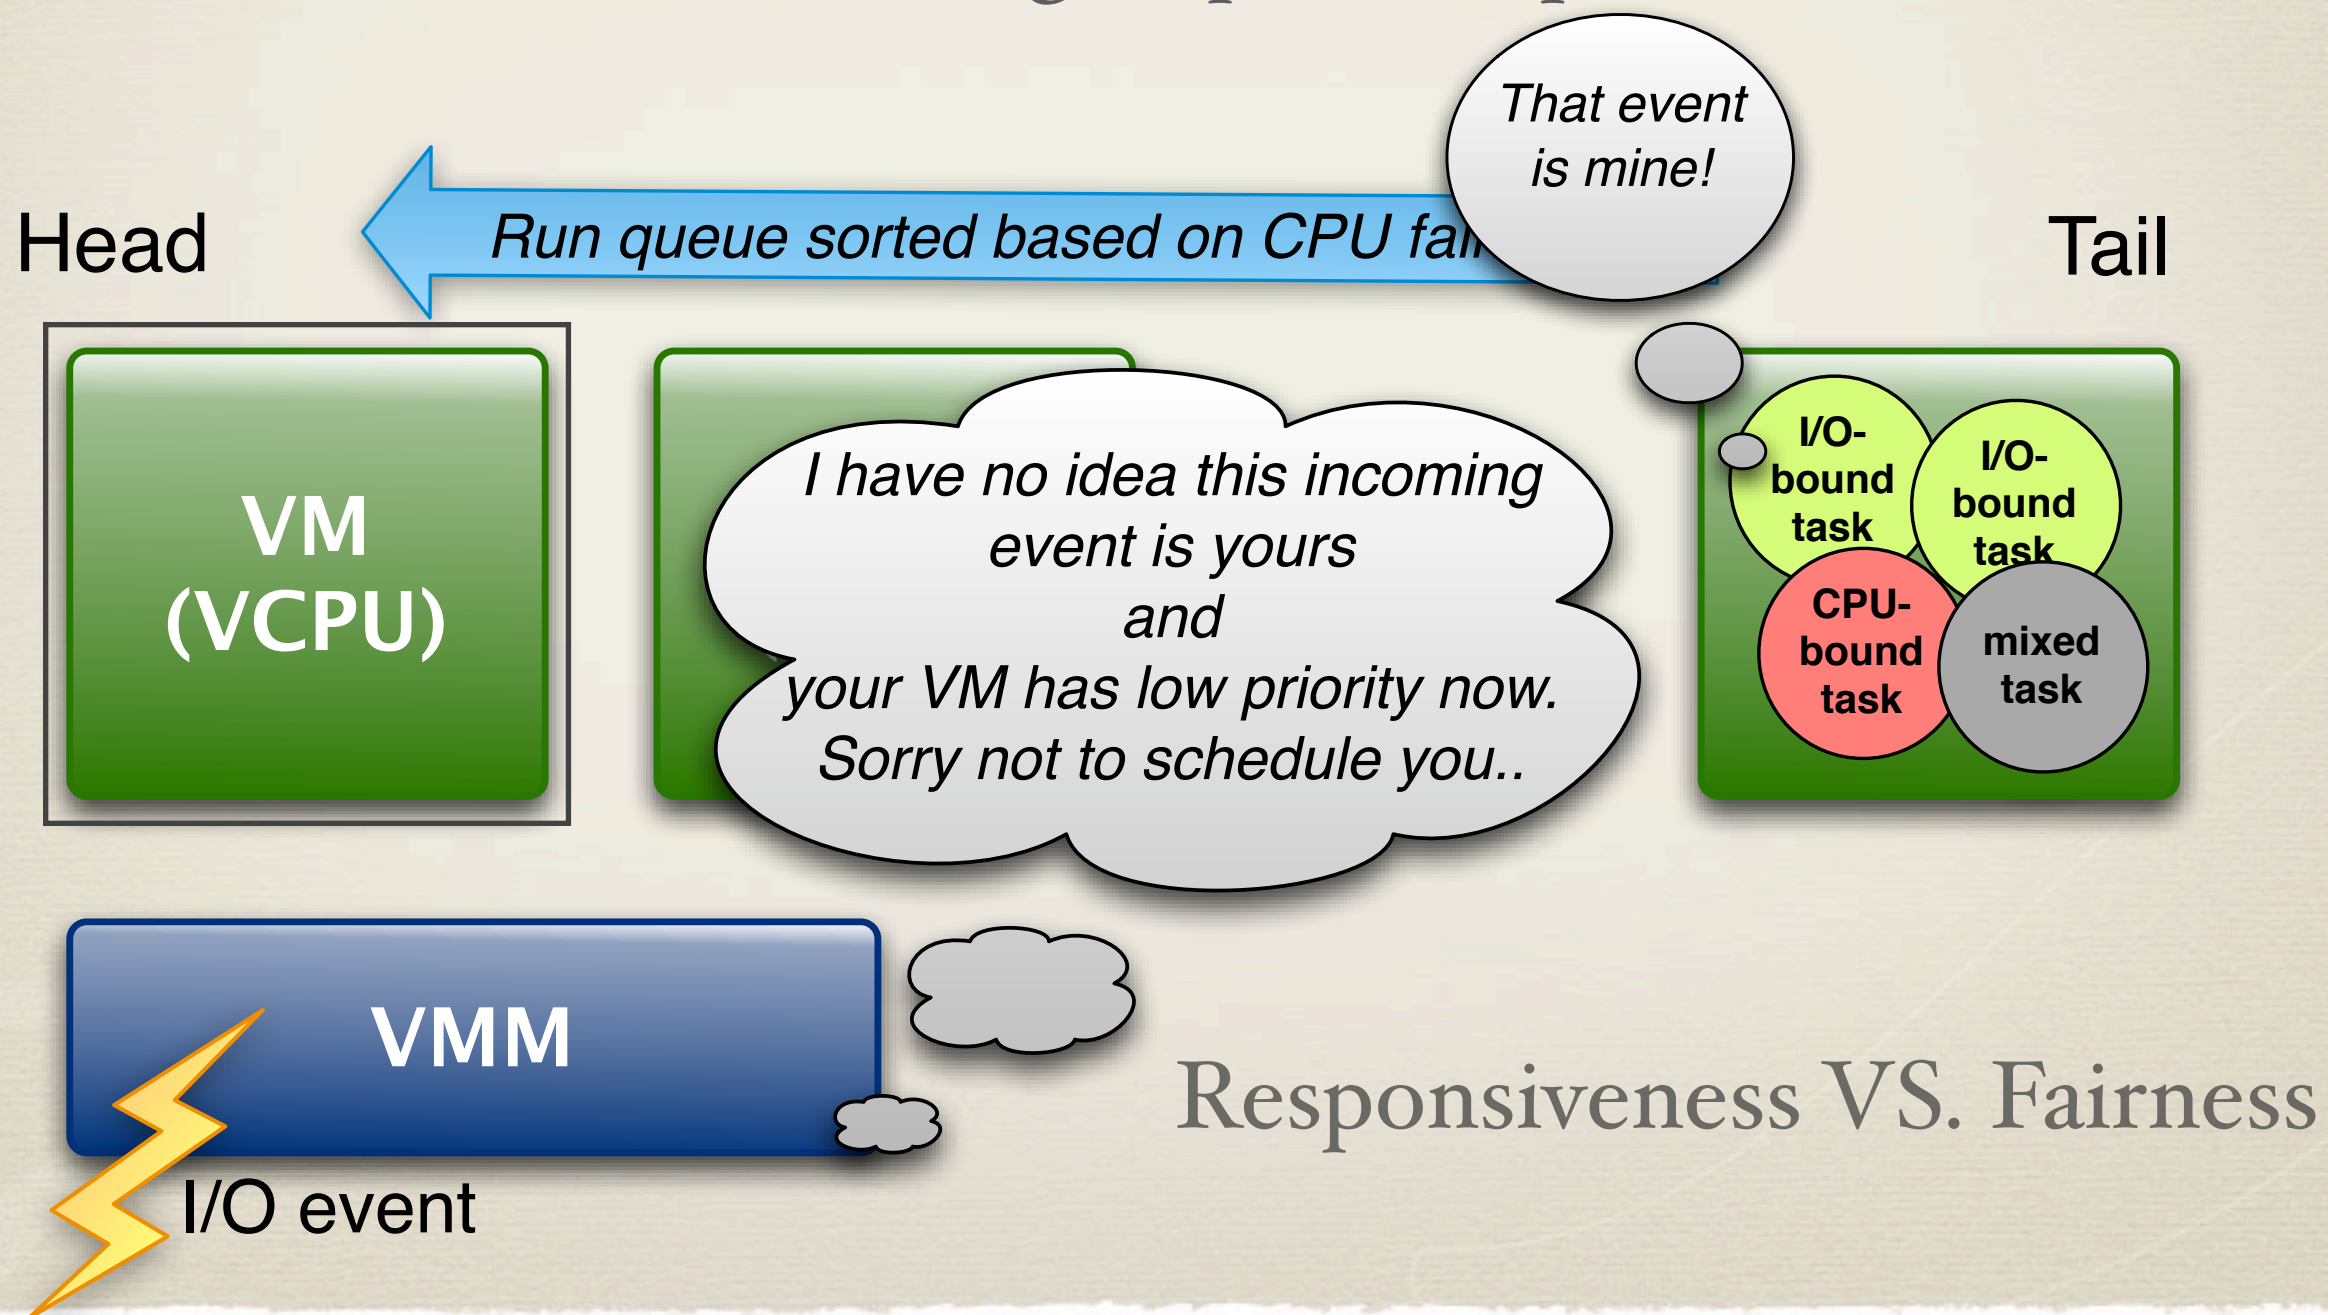 That event
is mine!
Head
Run queue sorted based on CPU
Tail
VM
(VCPU)
I have no idea this incoming
event is yours
and
your VM has low priority now.
Sorry not to schedule you..
I/O-
bound
task
I/O-
bound
task
CPU-
bound
task
mixed
task
VMM
Responsiveness VS. Fairness
I/O event